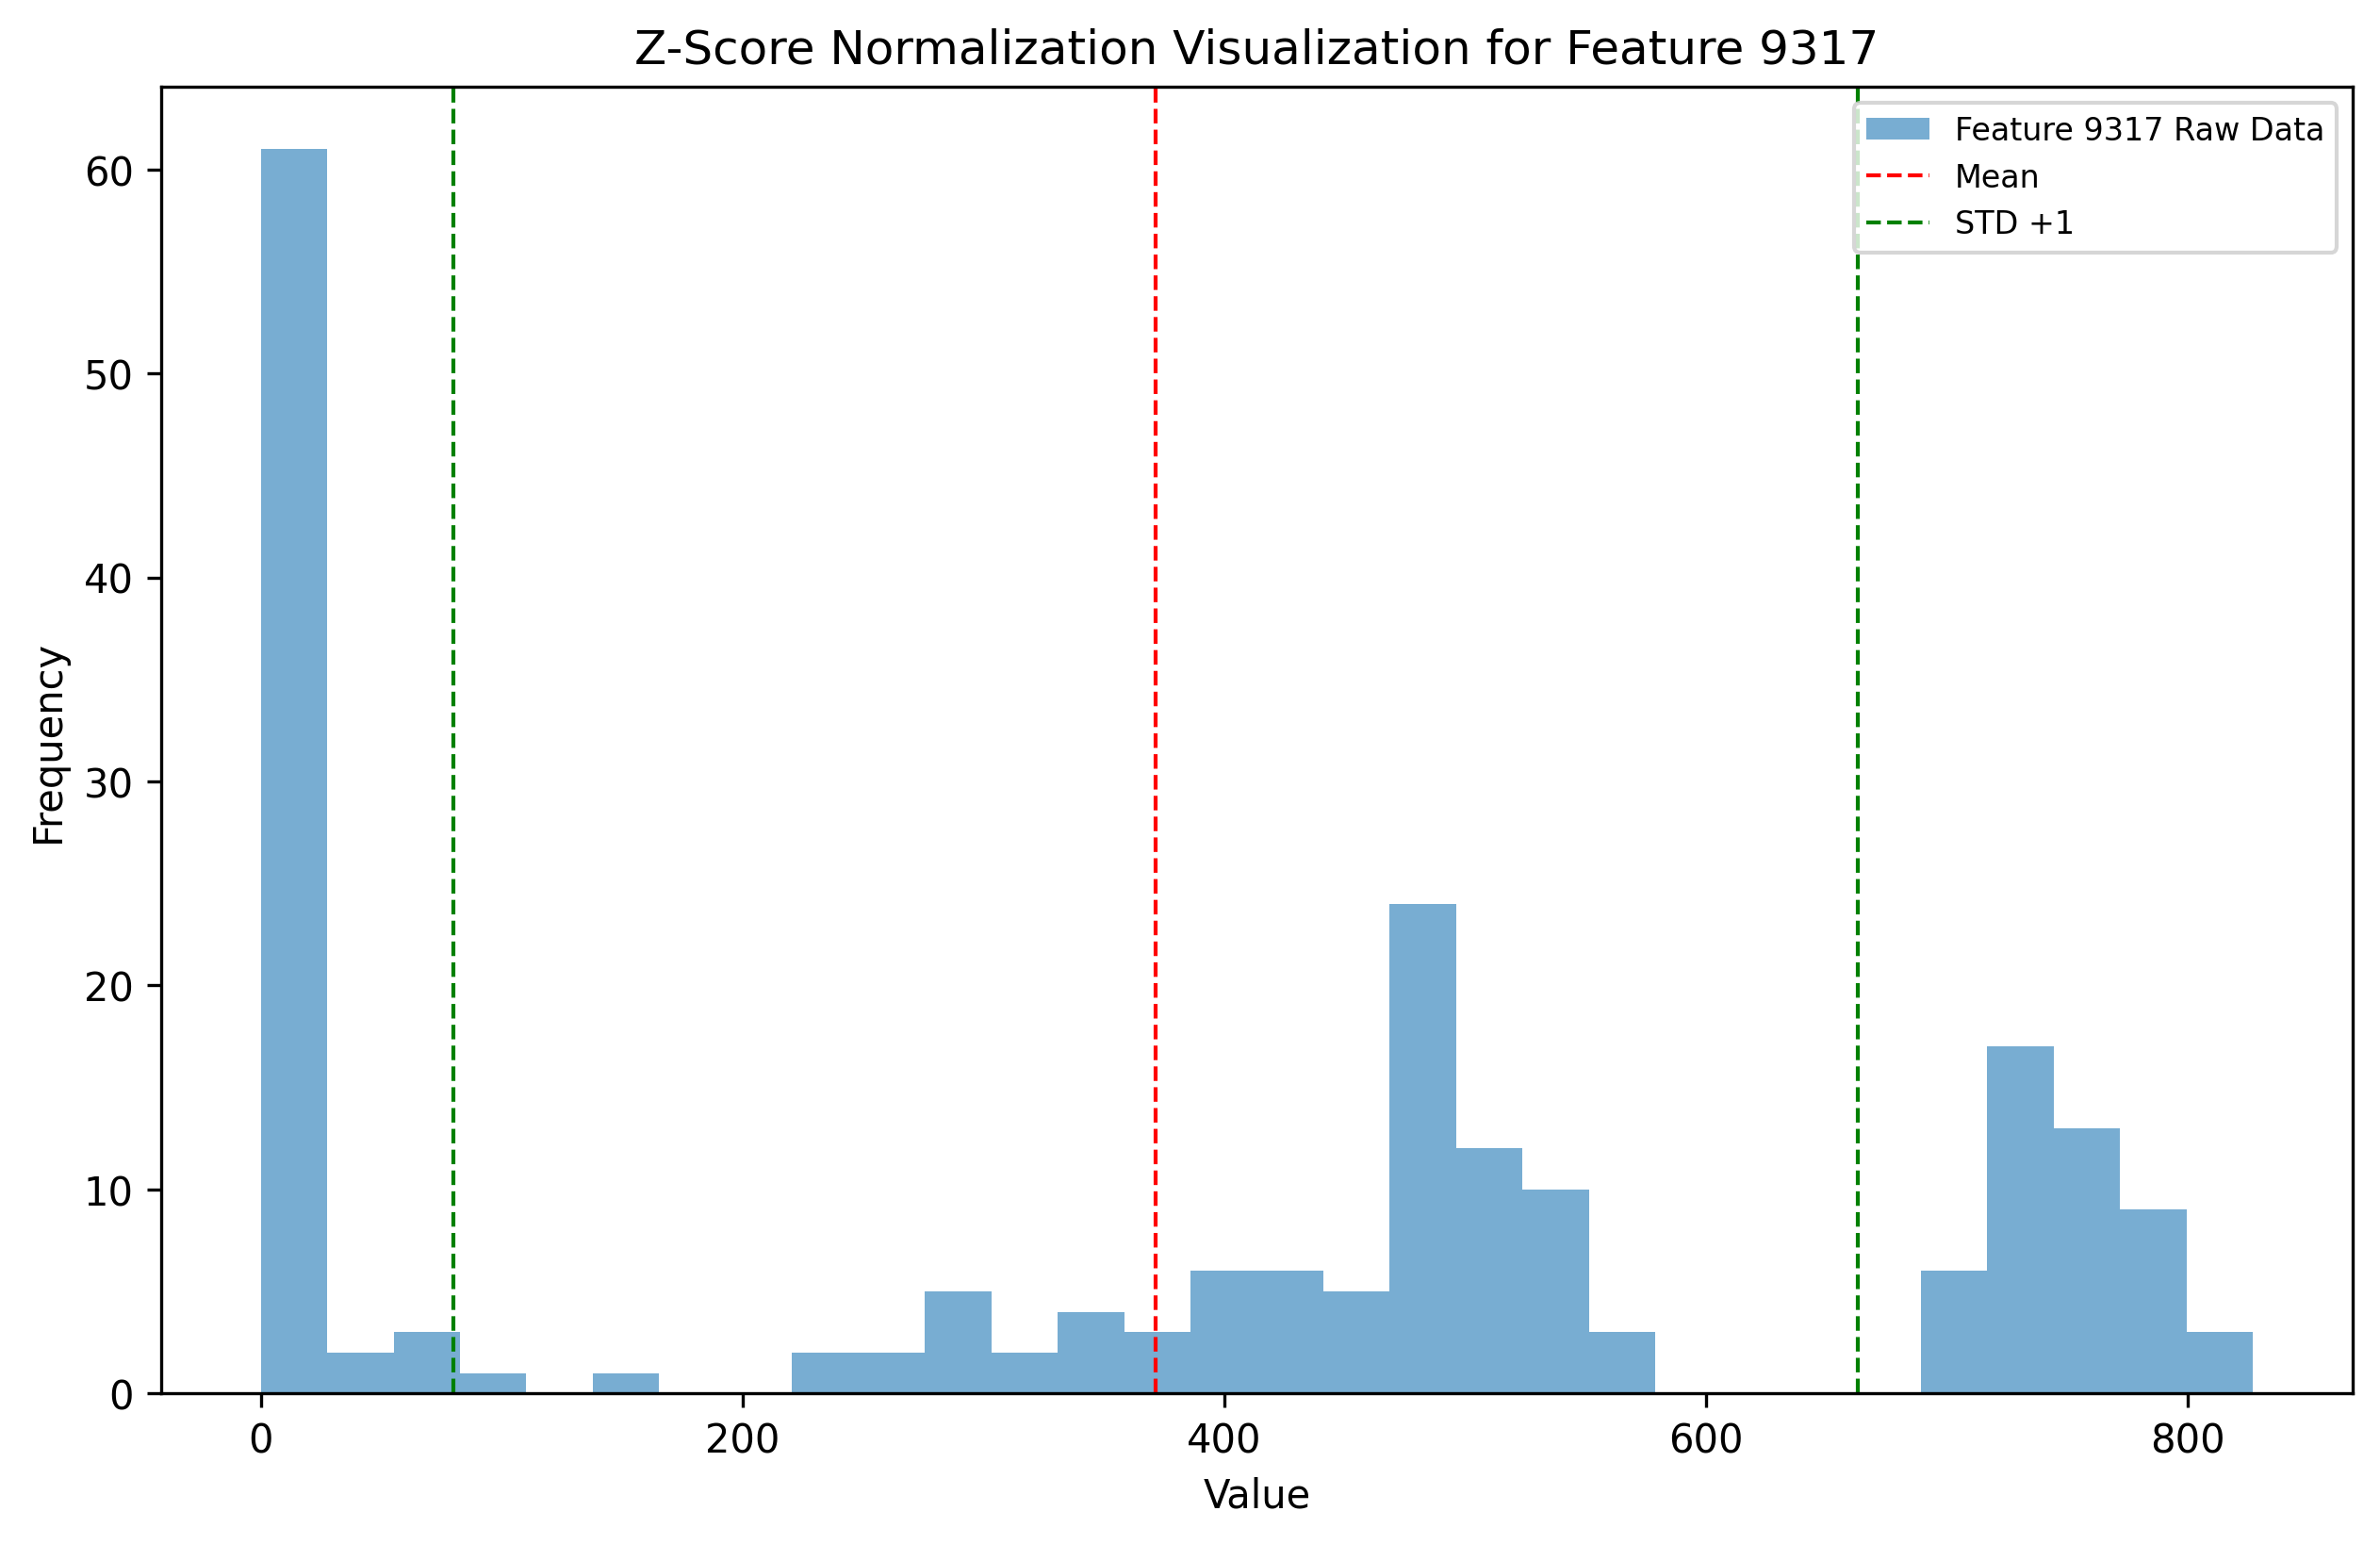 Z-Score Normalization Visualization for Feature 9317
Feature 9317 Raw Data
Mean
STD +1
60
50
40
30
20
10
0
Frequency
0 200 400 600 800
Value